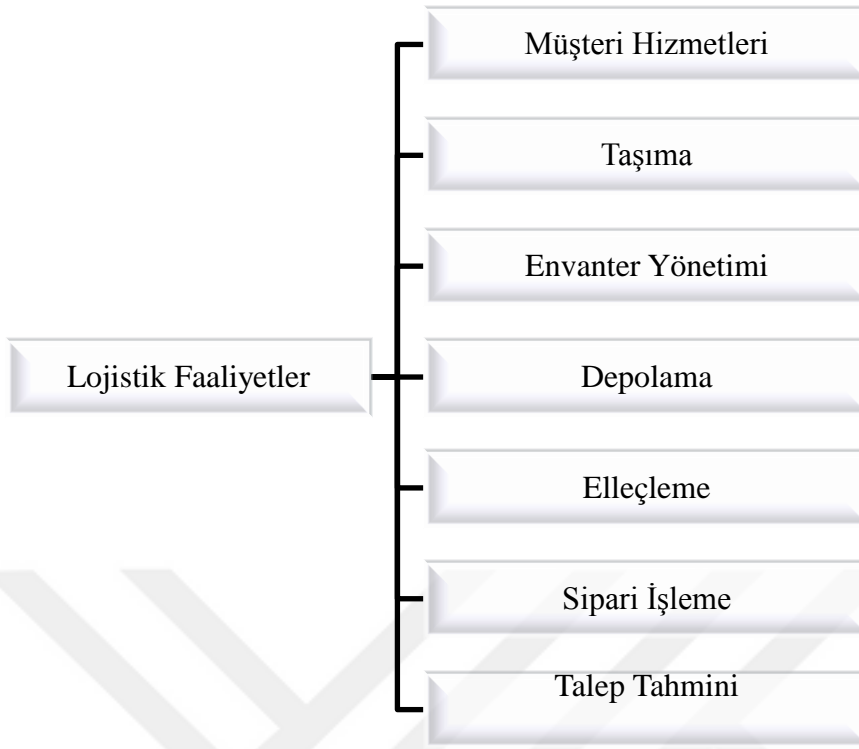 Müşteri Hizmetleri
Taşıma
Envanter Yönetimi
Lojistik Faaliyetler
Depolama
Elleçleme
Sipari İşleme
Talep Tahmini